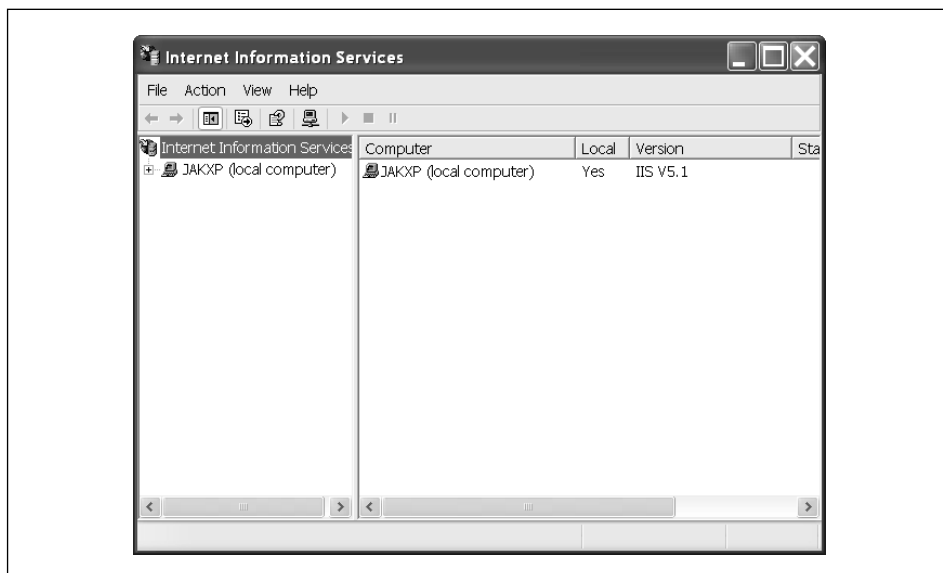 Internet Information Services
File Action View Help
Internet Information Services
JAKXP (local computer)
Computer Local Version Sta
JAKXP (local computer) Yes IIS V5.1